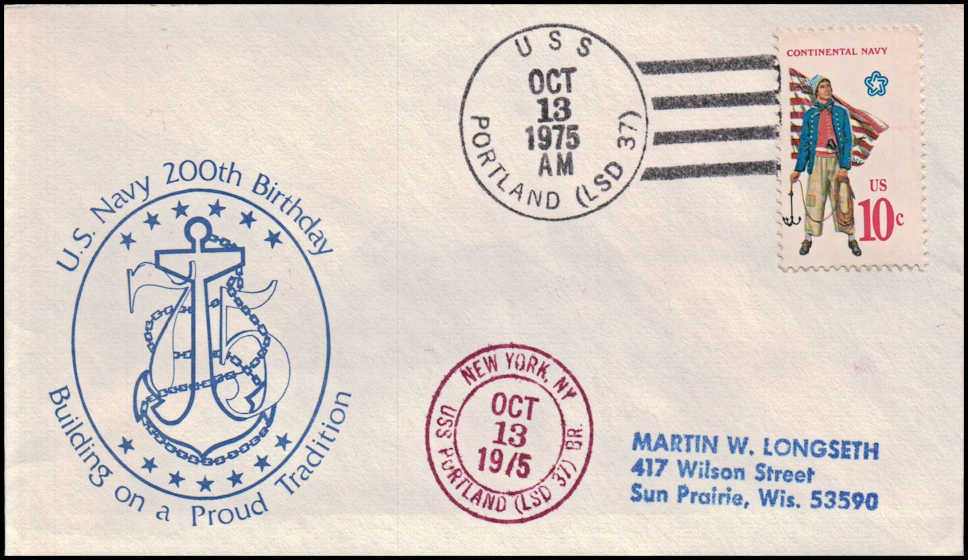 USS
OCT
13
1975
AM
PORTLAND (LSD 37)
CONTINENTAL NAVY
US
10c
U.S. Navy 200th Birthday
75
Building on a Proud Tradition
NEW YORK, NY
OCT
13
1975
USS PORTLAND (LSD 37) BR.
MARTIN W. LONGSETH
417 Wilson Street
Sun Prairie, Wis. 53590